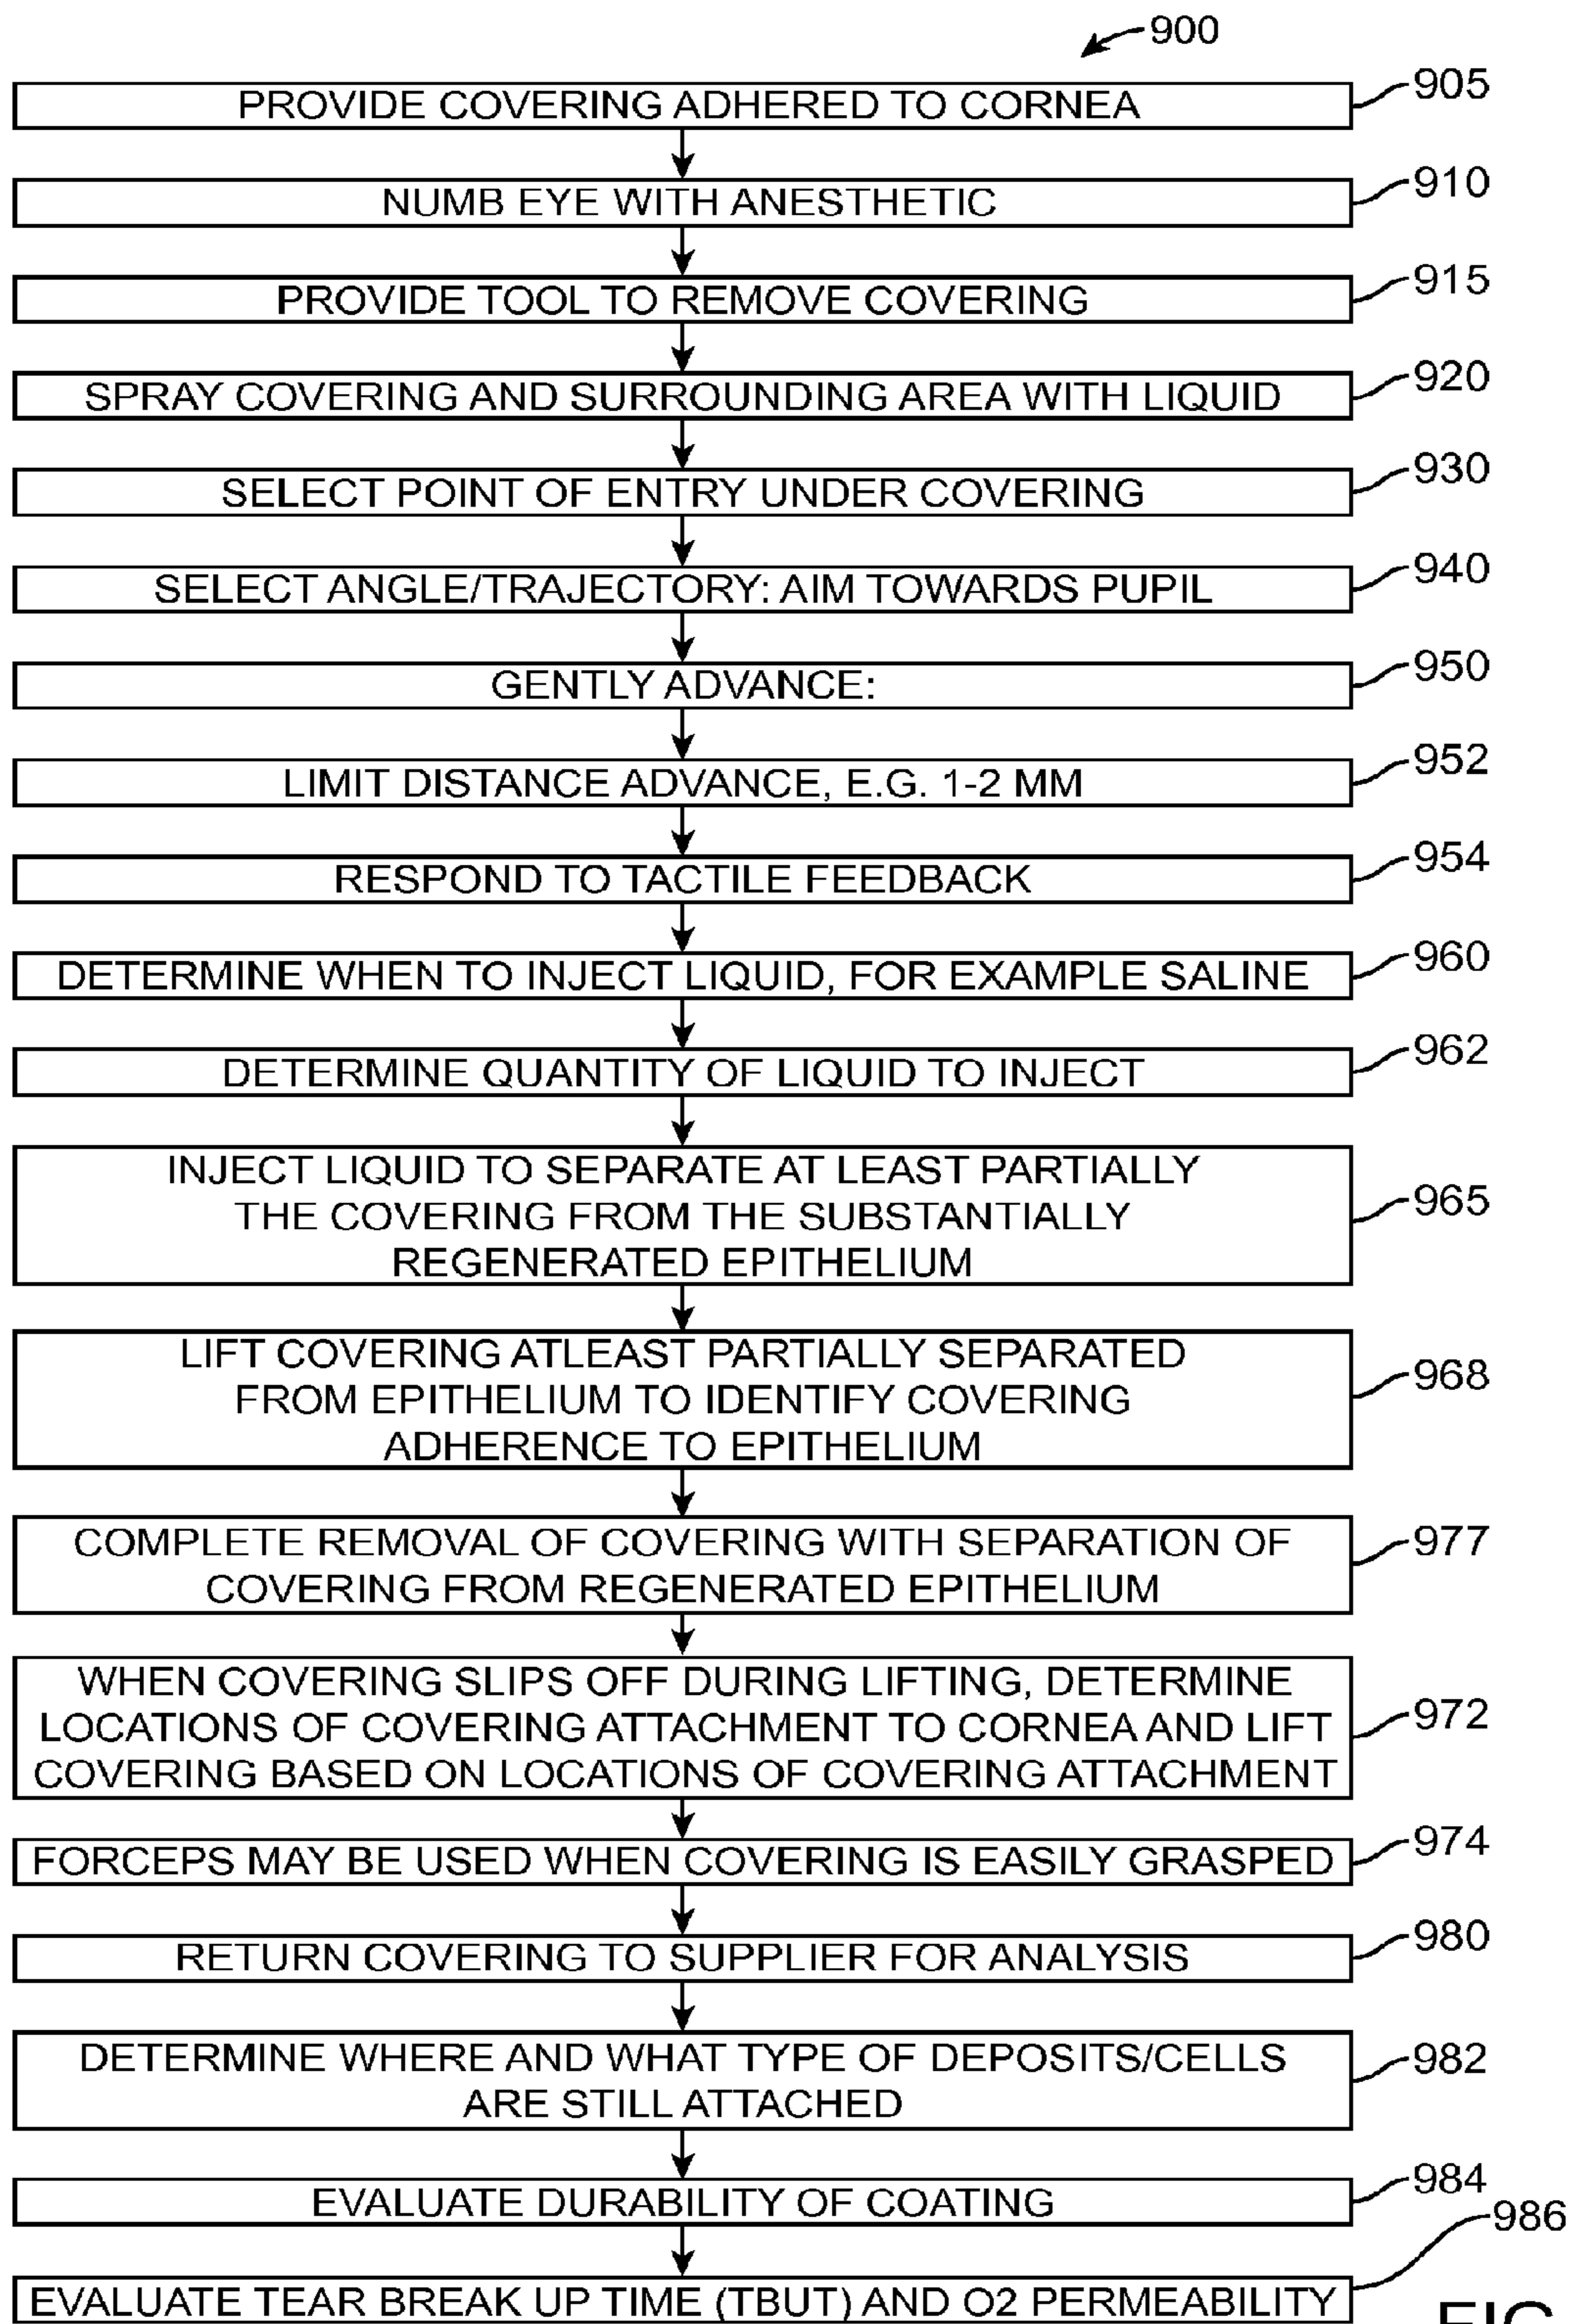 900
PROVIDE COVERING ADHERED TO CORNEA
905
NUMB EYE WITH ANESTHETIC
910
PROVIDE TOOL TO REMOVE COVERING
915
SPRAY COVERING AND SURROUNDING AREA WITH LIQUID
920
SELECT POINT OF ENTRY UNDER COVERING
930
SELECT ANGLE/TRAJECTORY: AIM TOWARDS PUPIL
940
GENTLY ADVANCE:
950
LIMIT DISTANCE ADVANCE, E.G. 1-2 MM
952
RESPOND TO TACTILE FEEDBACK
954
DETERMINE WHEN TO INJECT LIQUID, FOR EXAMPLE SALINE
960
DETERMINE QUANTITY OF LIQUID TO INJECT
962
INJECT LIQUID TO SEPARATE AT LEAST PARTIALLY
THE COVERING FROM THE SUBSTANTIALLY
REGENERATED EPITHELIUM
965
LIFT COVERING ATLEAST PARTIALLY SEPARATED
FROM EPITHELIUM TO IDENTIFY COVERING
ADHERENCE TO EPITHELIUM
968
COMPLETE REMOVAL OF COVERING WITH SEPARATION OF
COVERING FROM REGENERATED EPITHELIUM
977
WHEN COVERING SLIPS OFF DURING LIFTING, DETERMINE
LOCATIONS OF COVERING ATTACHMENT TO CORNEA AND LIFT
COVERING BASED ON LOCATIONS OF COVERING ATTACHMENT
972
FORCEPS MAY BE USED WHEN COVERING IS EASILY GRASPED
974
RETURN COVERING TO SUPPLIER FOR ANALYSIS
980
DETERMINE WHERE AND WHAT TYPE OF DEPOSITS/CELLS
ARE STILL ATTACHED
982
EVALUATE DURABILITY OF COATING
984
EVALUATE TEAR BREAK UP TIME (TBUT) AND O2 PERMEABILITY
986